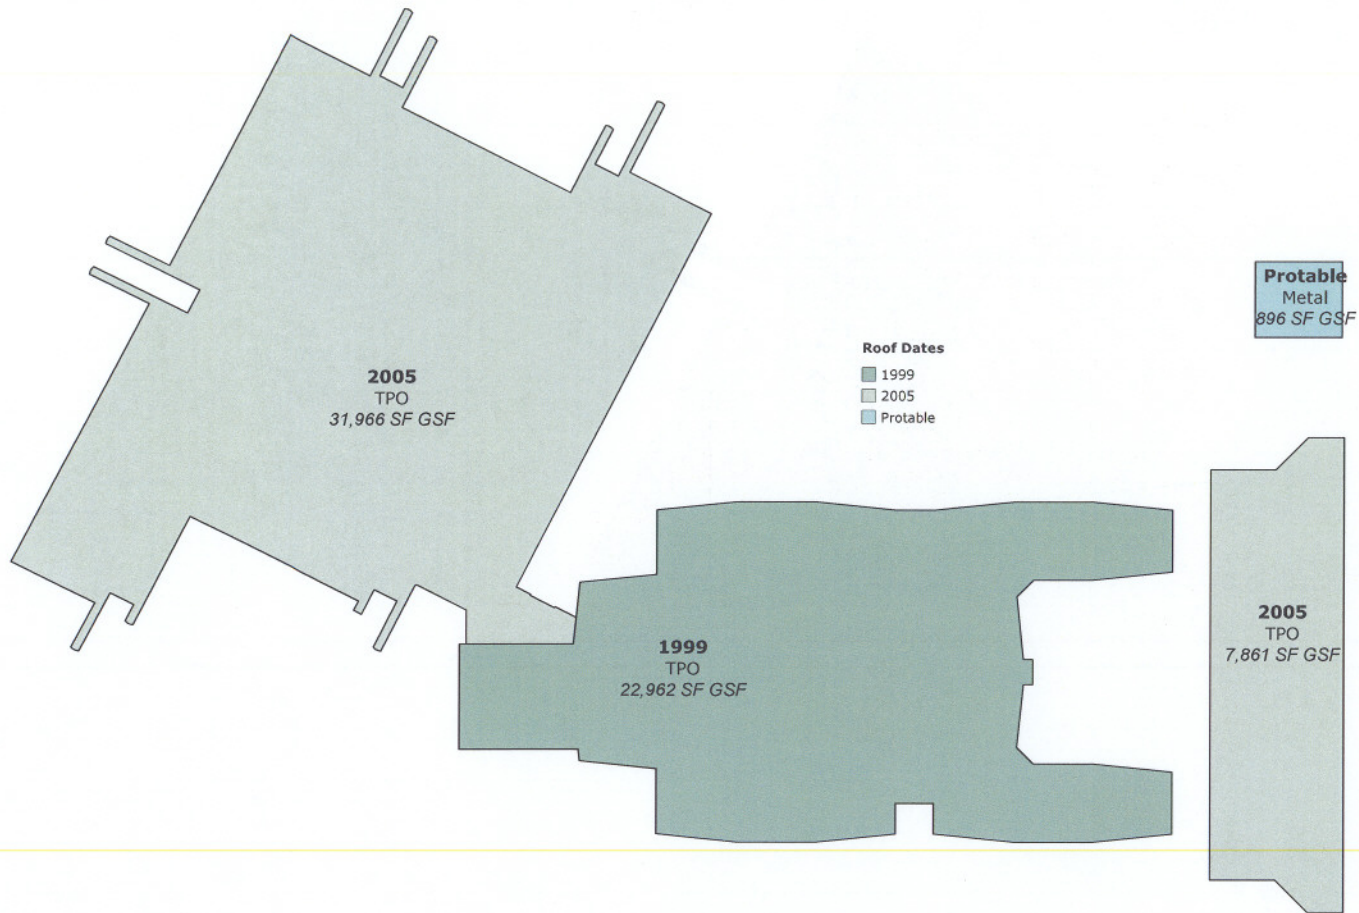 2005
TPO
31,966 SF GSF
Roof Dates
1999
2005
Protable
Protable
Metal
896 SF GSF
1999
TPO
22,962 SF GSF
2005
TPO
7,861 SF GSF